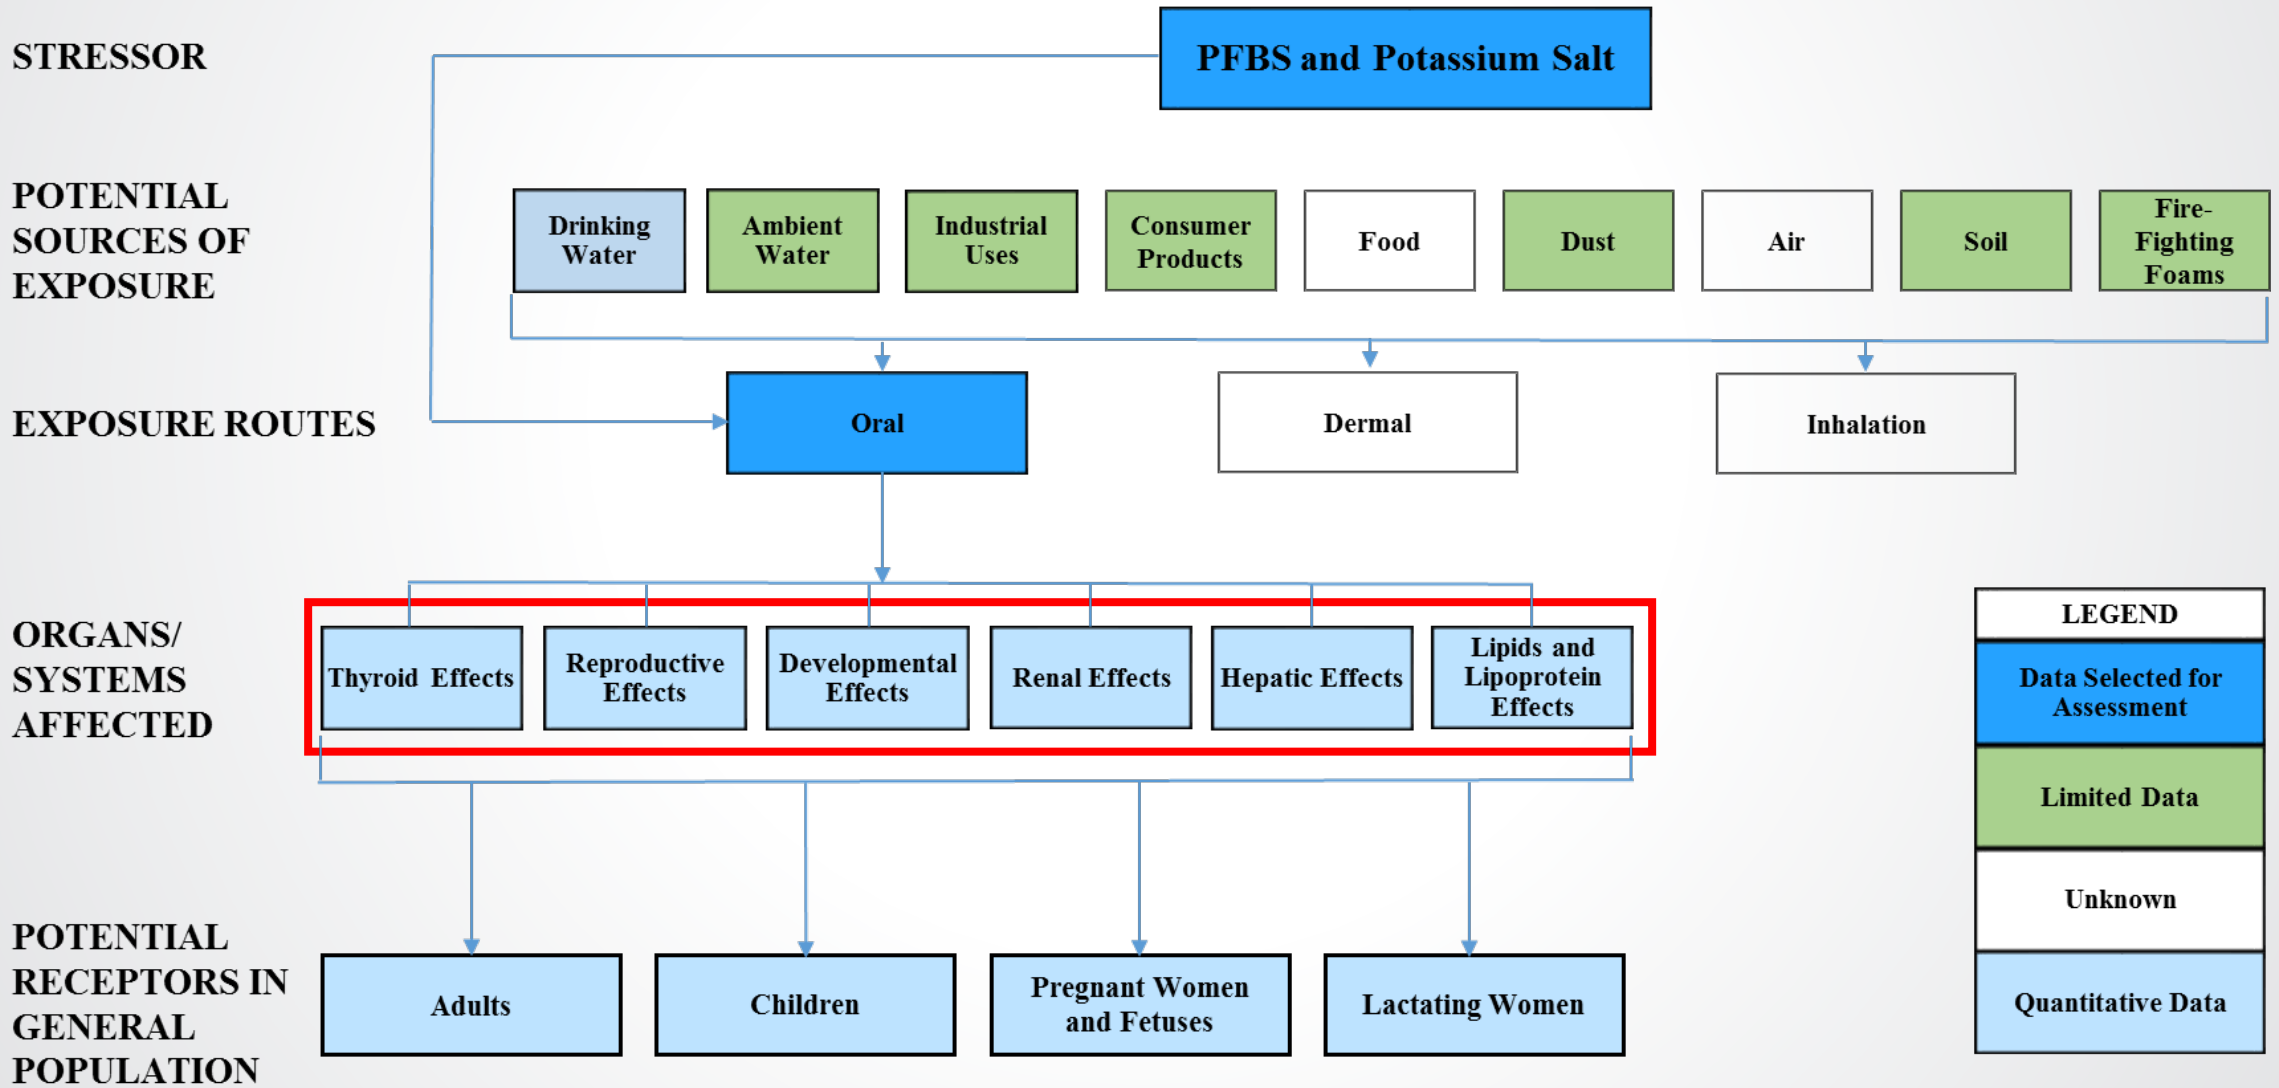 STRESSOR
PFBS and Potassium Salt
POTENTIAL
SOURCES OF
EXPOSURE
Drinking
Water
Ambient
Water
Industrial
Uses
Consumer
Products
Food
Dust
Air
Soil
Fire-
Fighting
Foams
EXPOSURE ROUTES
Oral
Dermal
Inhalation
ORGANS/
SYSTEMS
AFFECTED
Thyroid Effects
Reproductive
Effects
Developmental
Effects
Renal Effects
Hepatic Effects
Lipids and
Lipoprotein
Effects
POTENTIAL
RECEPTORS IN
GENERAL
POPULATION
Adults
Children
Pregnant Women
and Fetuses
Lactating Women
LEGEND
Data Selected for
Assessment
Limited Data
Unknown
Quantitative Data